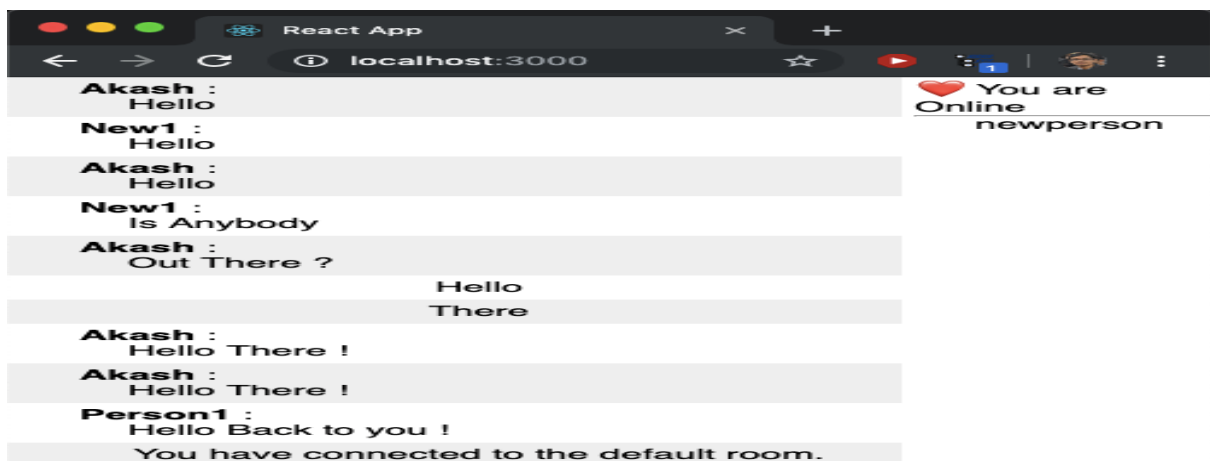 React App
localhost:3000
1
Akash :
Hello
New1 :
Hello
Akash :
Hello
New1 :
Is Anybody
Akash :
Out There ?
Hello
There
Akash :
Hello There !
Akash :
Hello There !
Person1 :
Hello Back to you !
You have connected to the default room.
❤️ You are
Online
newperson